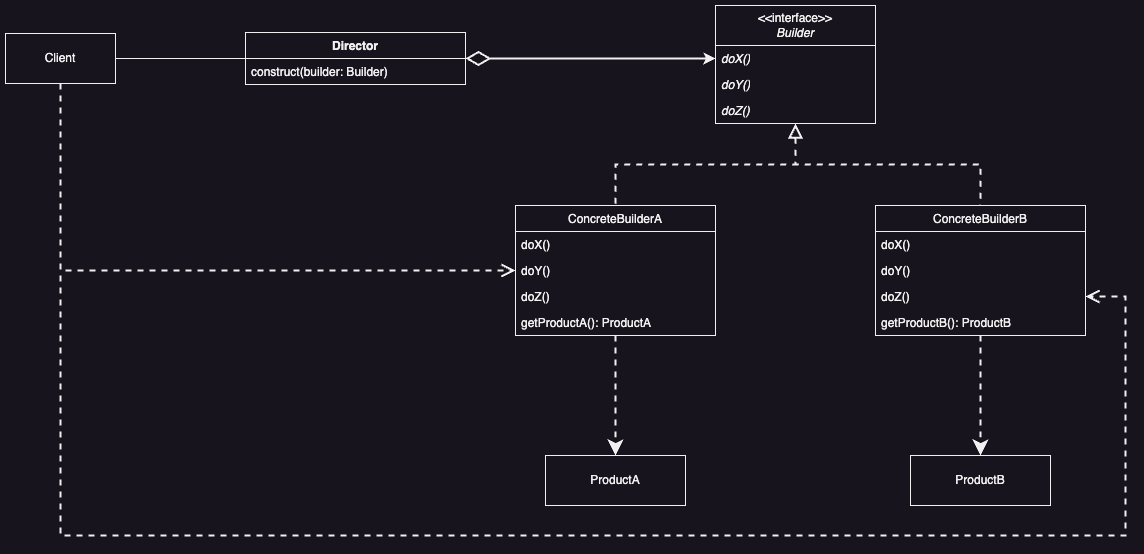 Client
Director
construct(builder: Builder)
<<interface>>
Builder
doX()
doY()
doZ()
ConcreteBuilderA
doX()
doY()
doZ()
getProductA(): ProductA
ConcreteBuilderB
doX()
doY()
doZ()
getProductB(): ProductB
ProductA
ProductB